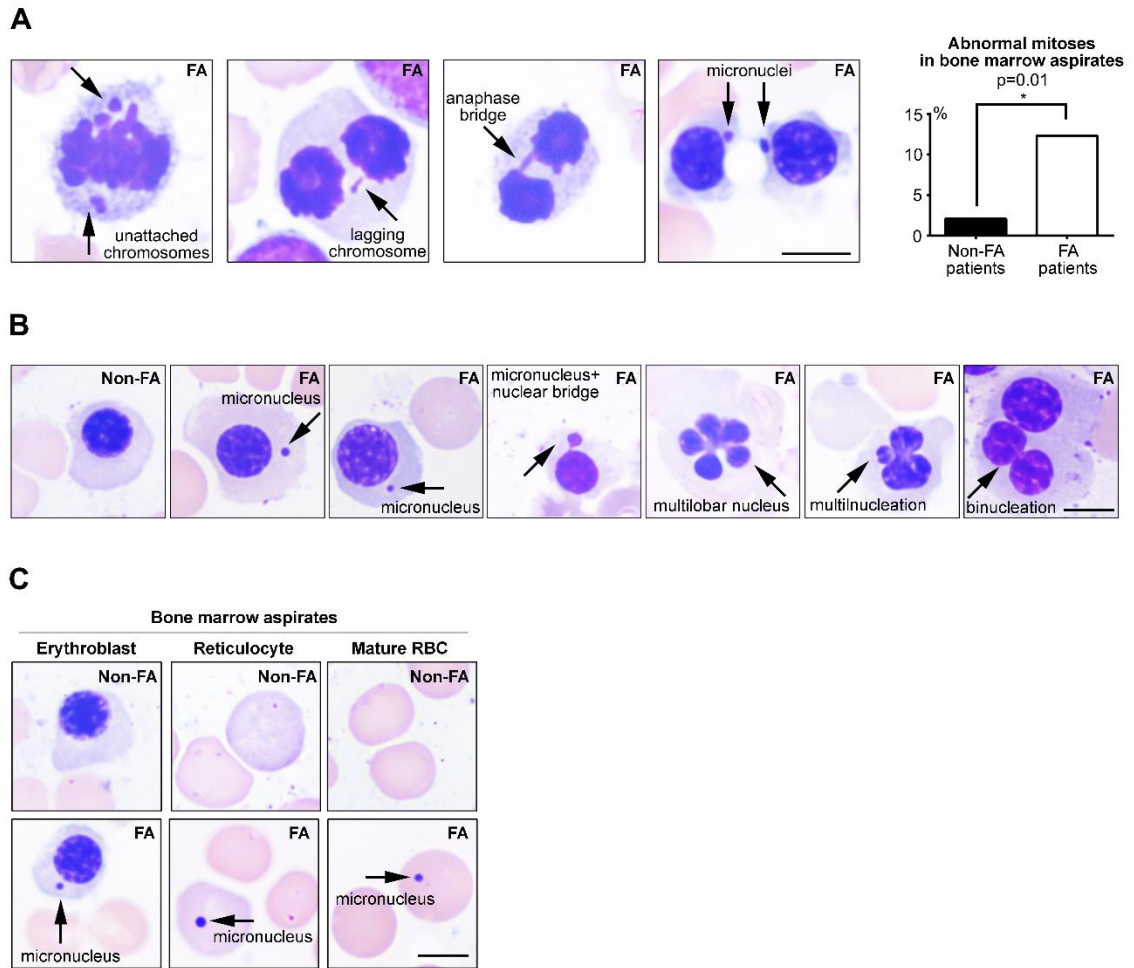 A
FA
unattached
chromosomes
FA
lagging
chromosome
FA
anaphase
bridge
FA
micronuclei
Abnormal mitoses
in bone marrow aspirates
p=0.01
*
%
15
10
5
0
Non-FA
patients
FA
patients
B
Non-FA
FA
micronucleus
FA
micronucleus
micronucleus+
nuclear bridge
FA
FA
multilobar nucleus
FA
multilnucleation
FA
binucleation
C
Bone marrow aspirates
Erythroblast
Reticulocyte
Mature RBC
Non-FA
Non-FA
Non-FA
FA
micronucleus
FA
micronucleus
FA
micronucleus